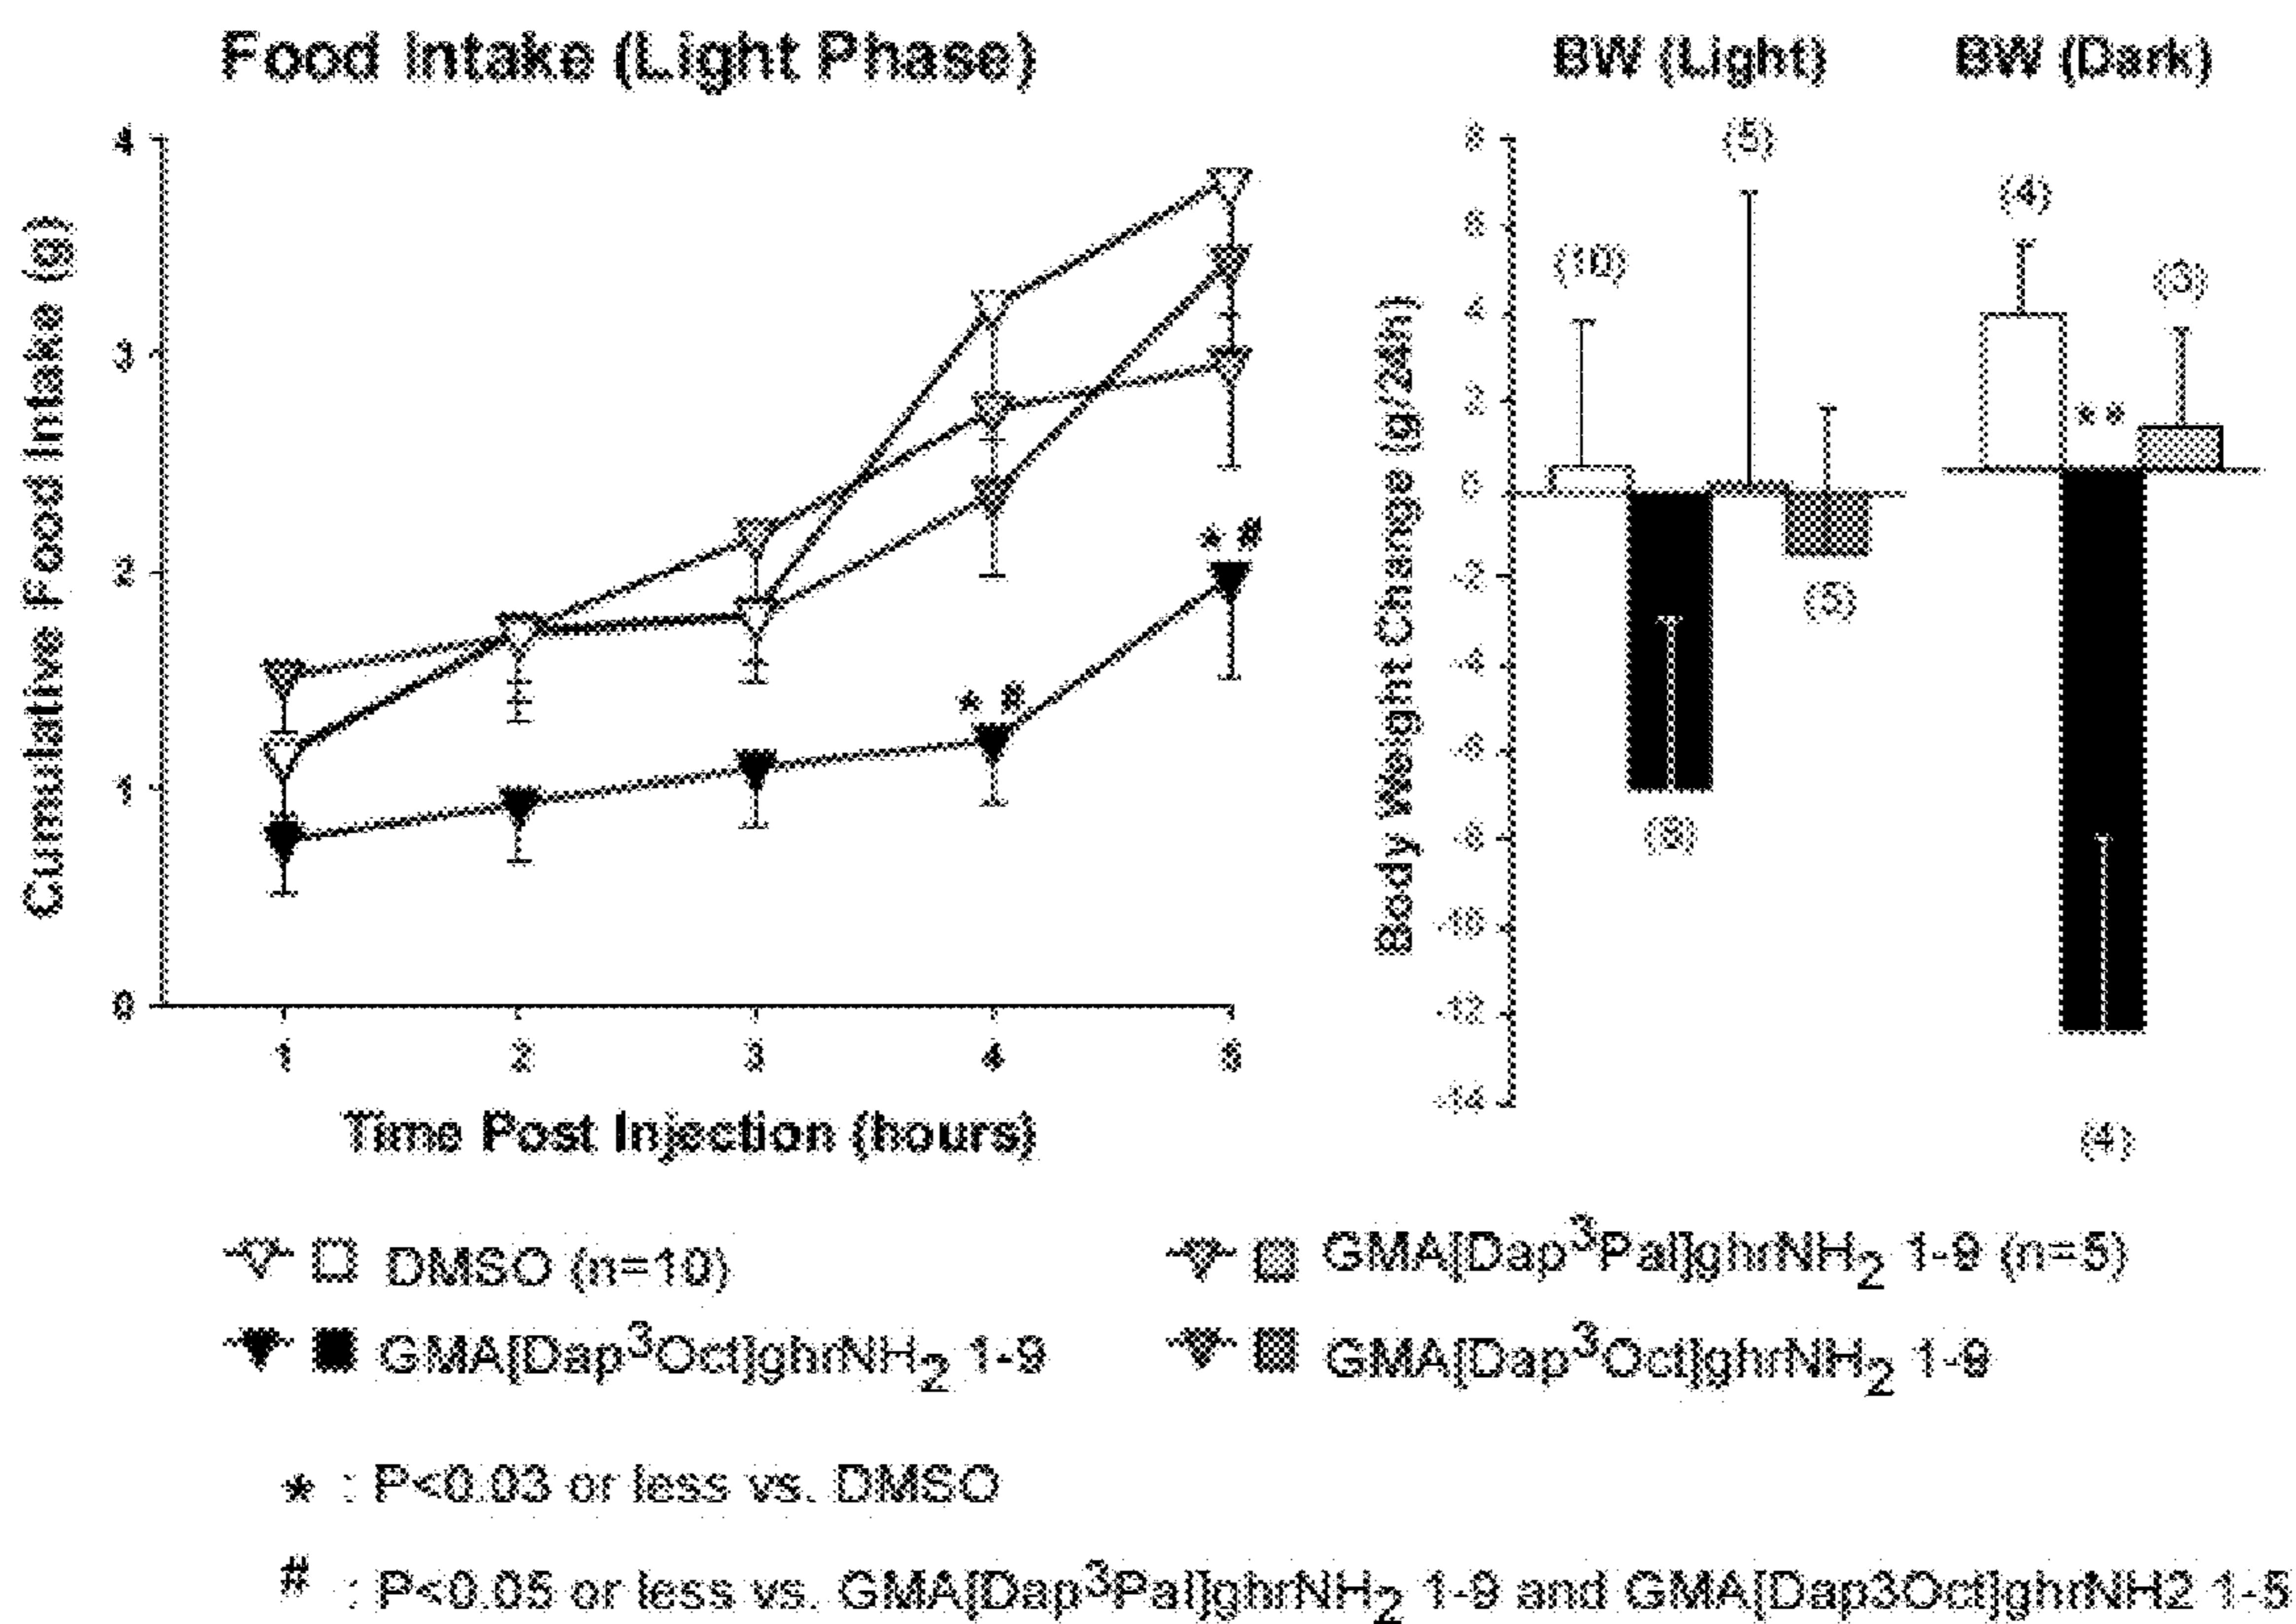 Food Intake (Light Phase)
Cumulative Food Intake (g)
4
3
2
1
0
* #
* #
1 2 3 4 5
Time Post Injection (hours)
BW (Light) BW (Dark)
Body Weight Change (g/24h)
8
6
4
2
0
-2
-4
-6
-8
-10
-12
-14
(10)
(5)
(5)
(4)
(3)
**
(4)
DMSO (n=10)
GMA[Dap³Pal]ghrNH₂ 1-9 (n=5)
GMA[Dap³Oct]ghrNH₂ 1-9
GMA[Dap³Oct]ghrNH₂ 1-9
* : P<0.03 or less vs. DMSO
# : P<0.05 or less vs. GMA[Dap³Pal]ghrNH₂ 1-9 and GMA[Dap3Oct]ghrNH2 1-5